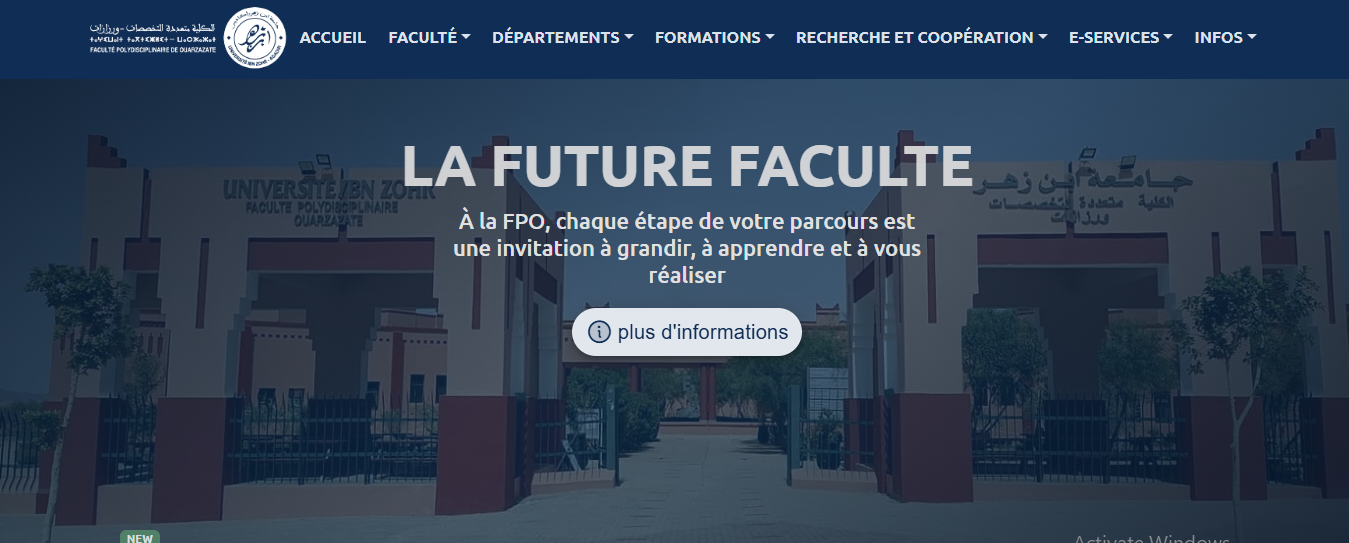 الكلية متعددة التخصصات - ورزازات
FACULTÉ POLYDISCIPLINAIRE DE OUARZAZATE
ACCUEIL
FACULTÉ
DÉPARTEMENTS
FORMATIONS
RECHERCHE ET COOPÉRATION
E-SERVICES
INFOS
LA FUTURE FACULTE
À la FPO, chaque étape de votre parcours est
une invitation à grandir, à apprendre et à vous
réaliser
plus d'informations
UNIVERSITE IBN ZOHR
FACULTE POLYDISCIPLINAIRE
OUARZAZATE
جامعة ابن زهر
الكلية متعددة التخصصات
ورزازات
NEW
Activate Windows